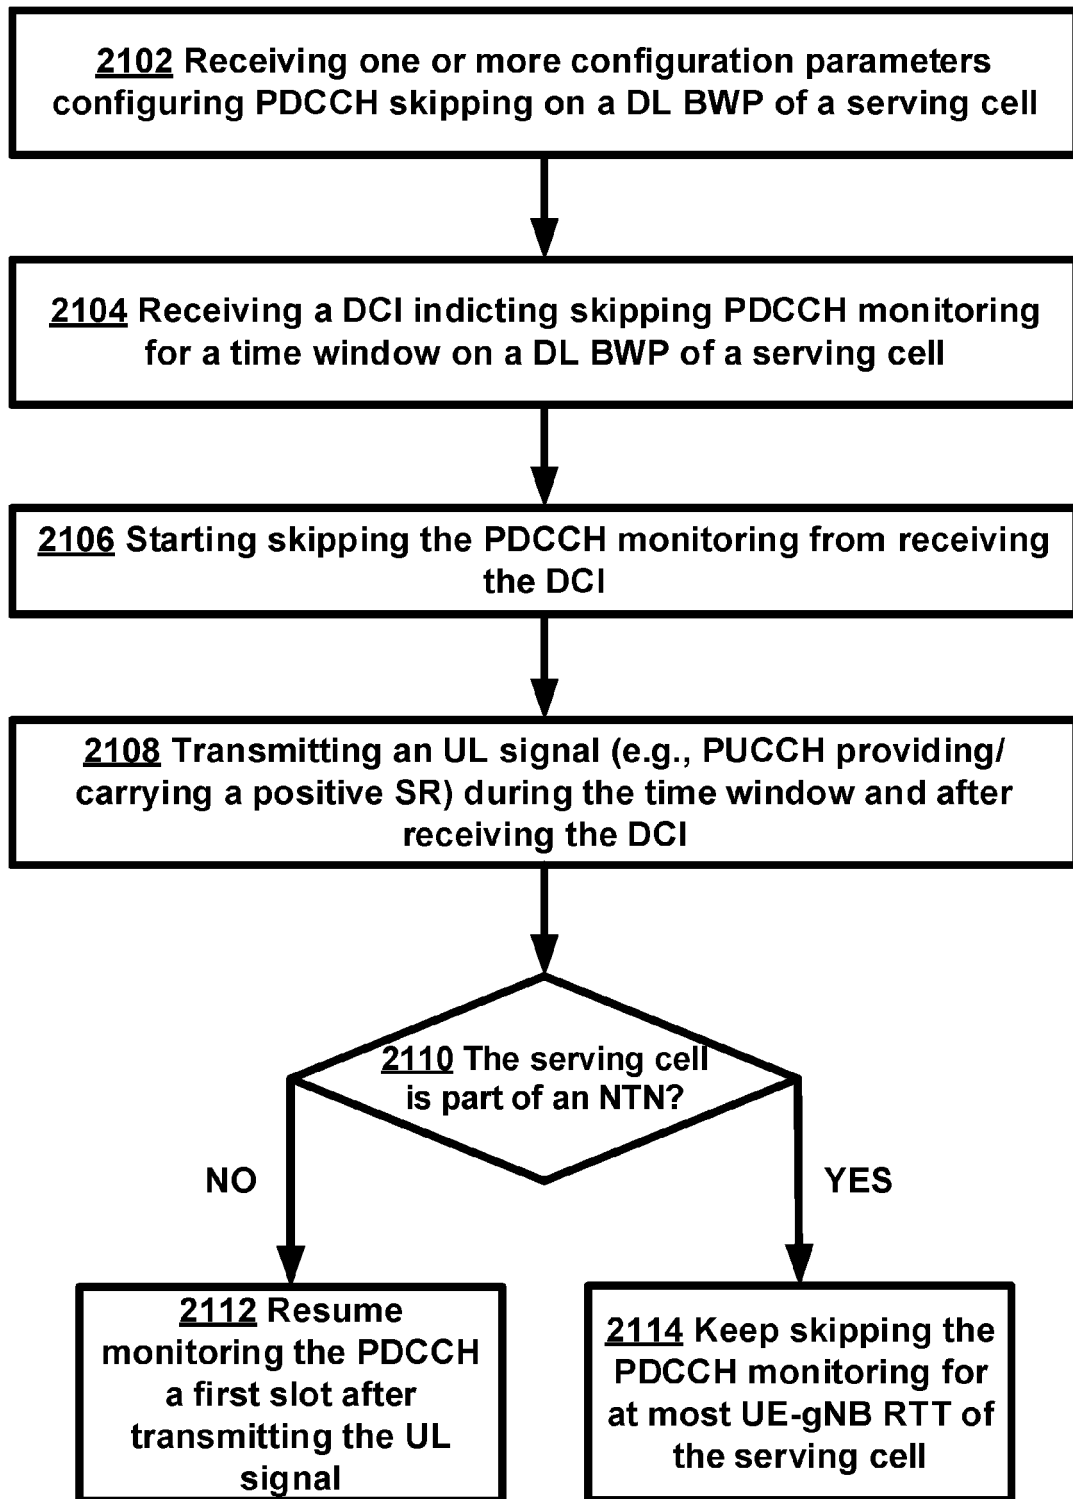 2102 Receiving one or more configuration parameters
configuring PDCCH skipping on a DL BWP of a serving cell
2104 Receiving a DCI indicting skipping PDCCH monitoring
for a time window on a DL BWP of a serving cell
2106 Starting skipping the PDCCH monitoring from receiving
the DCI
2108 Transmitting an UL signal (e.g., PUCCH providing/
carrying a positive SR) during the time window and after
receiving the DCI
2110 The serving cell
is part of an NTN?
NO
YES
2112 Resume
monitoring the PDCCH
a first slot after
transmitting the UL
signal
2114 Keep skipping the
PDCCH monitoring for
at most UE-gNB RTT of
the serving cell